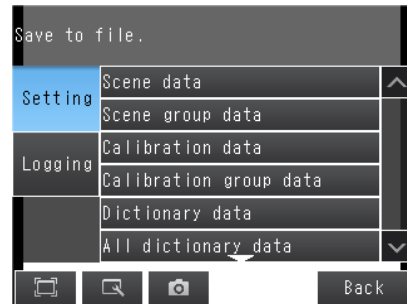 Save to file.
Setting
Scene data
Scene group data
Logging
Calibration data
Calibration group data
Dictionary data
All dictionary data
Back